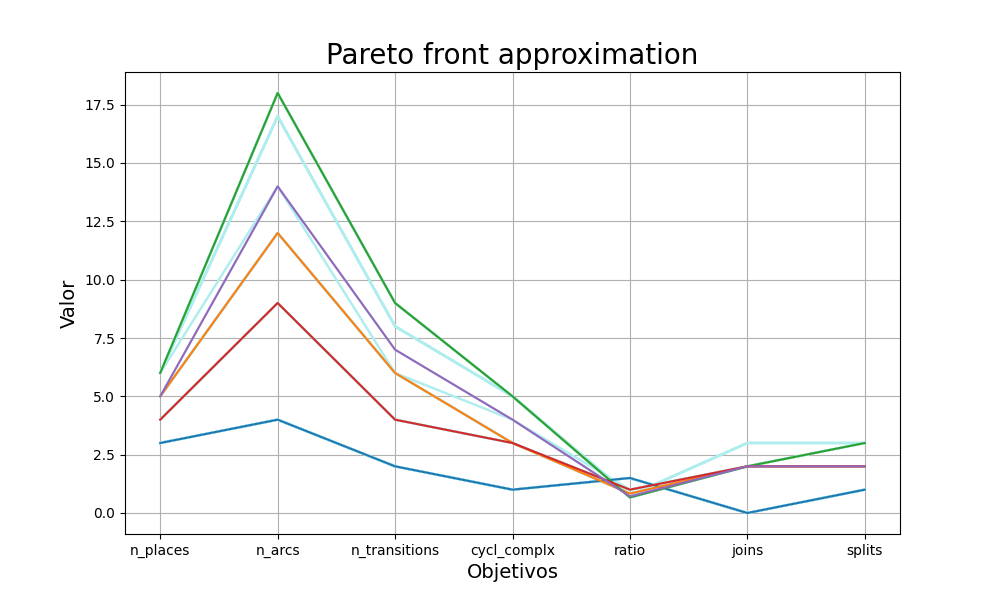 Pareto front approximation
Valor
17.5
15.0
12.5
10.0
7.5
5.0
2.5
0.0
n_places n_arcs n_transitions cycl_complx ratio joins splits
Objetivos